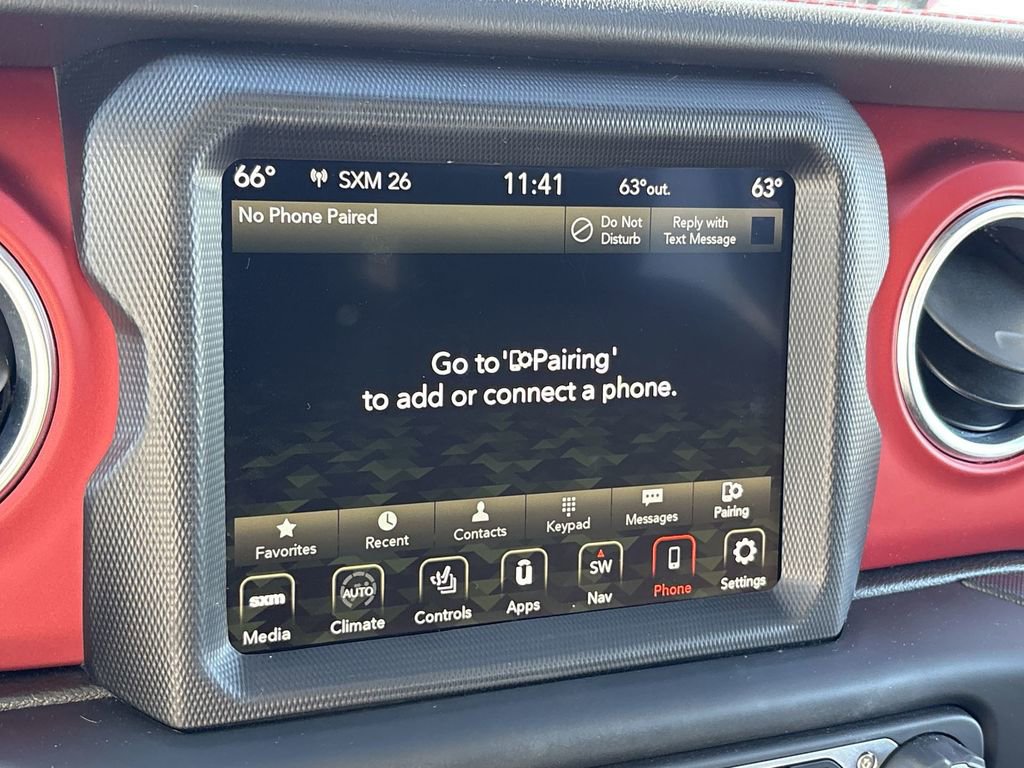 66° SXM 26 11:41 63°out. 63°
No Phone Paired
Do Not
Disturb
Reply with
Text Message
Go to 'Pairing'
to add or connect a phone.
Favorites Recent Contacts Keypad Messages Pairing
sxm AUTO SW
Media Climate Controls Apps Nav Phone Settings